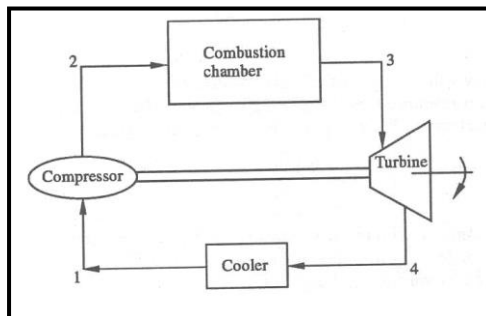 2
Combustion
chamber
3
Compressor
Turbine
1
Cooler
4